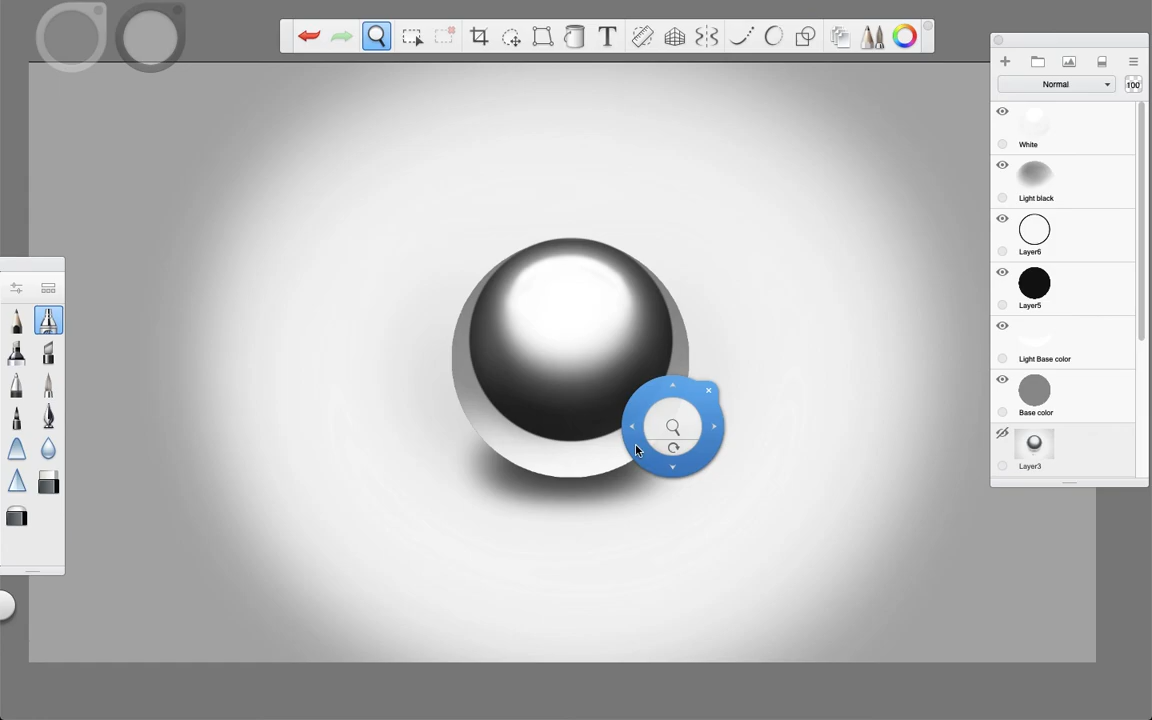 T
Normal
100
White
Light black
Layer6
Layer5
Light Base color
Base color
Layer3